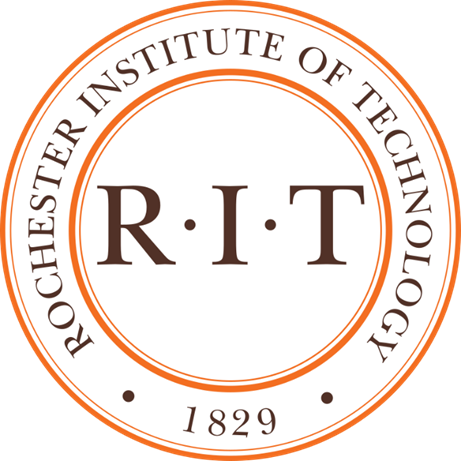 ROCHESTER INSTITUTE OF TECHNOLOGY
R·I·T
· 1829 ·